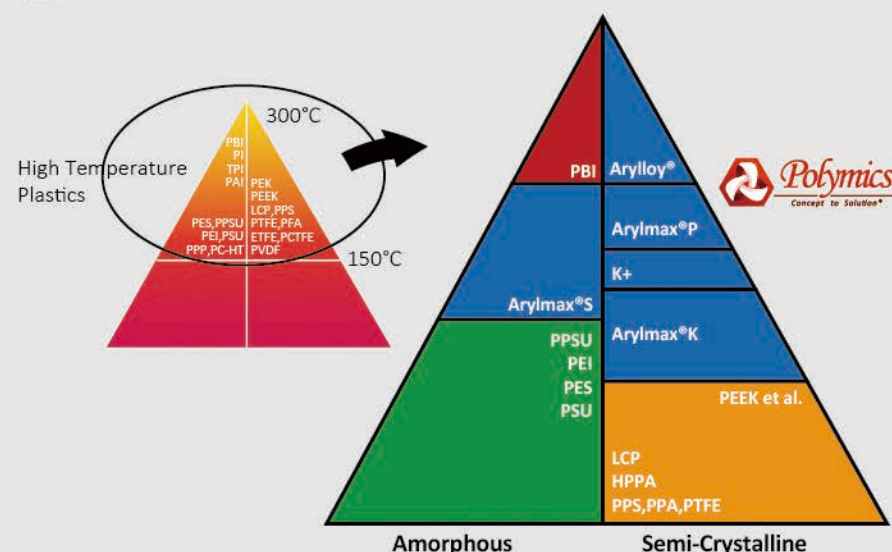 300°C
High Temperature
Plastics
PBI
PI
TPI
PAI
PES,PPSU
PEI,PSU
PPP,PC-HT
PEK
PEEK
LCP,PPS
PTFE,PFA
ETFE,PCTFE
PVDF
150°C
PBI
Arylloy®
Arylmax®P
K+
Arylmax®S
Arylmax®K
PPSU
PEI
PES
PSU
PEEK et al.
LCP
HPPA
PPS,PPA,PTFE
Amorphous
Semi-Crystalline
Polymics
Concept to Solution®